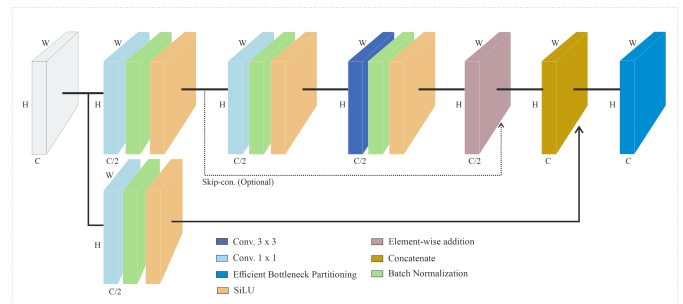 W W W W W W W
H H H H H H H
C C/2 C/2 C/2 C/2 C C
Skip-con. (Optional)
W
H
C/2
Conv. 3 x 3
Conv. 1 x 1
Efficient Bottleneck Partitioning
SiLU
Element-wise addition
Concatenate
Batch Normalization